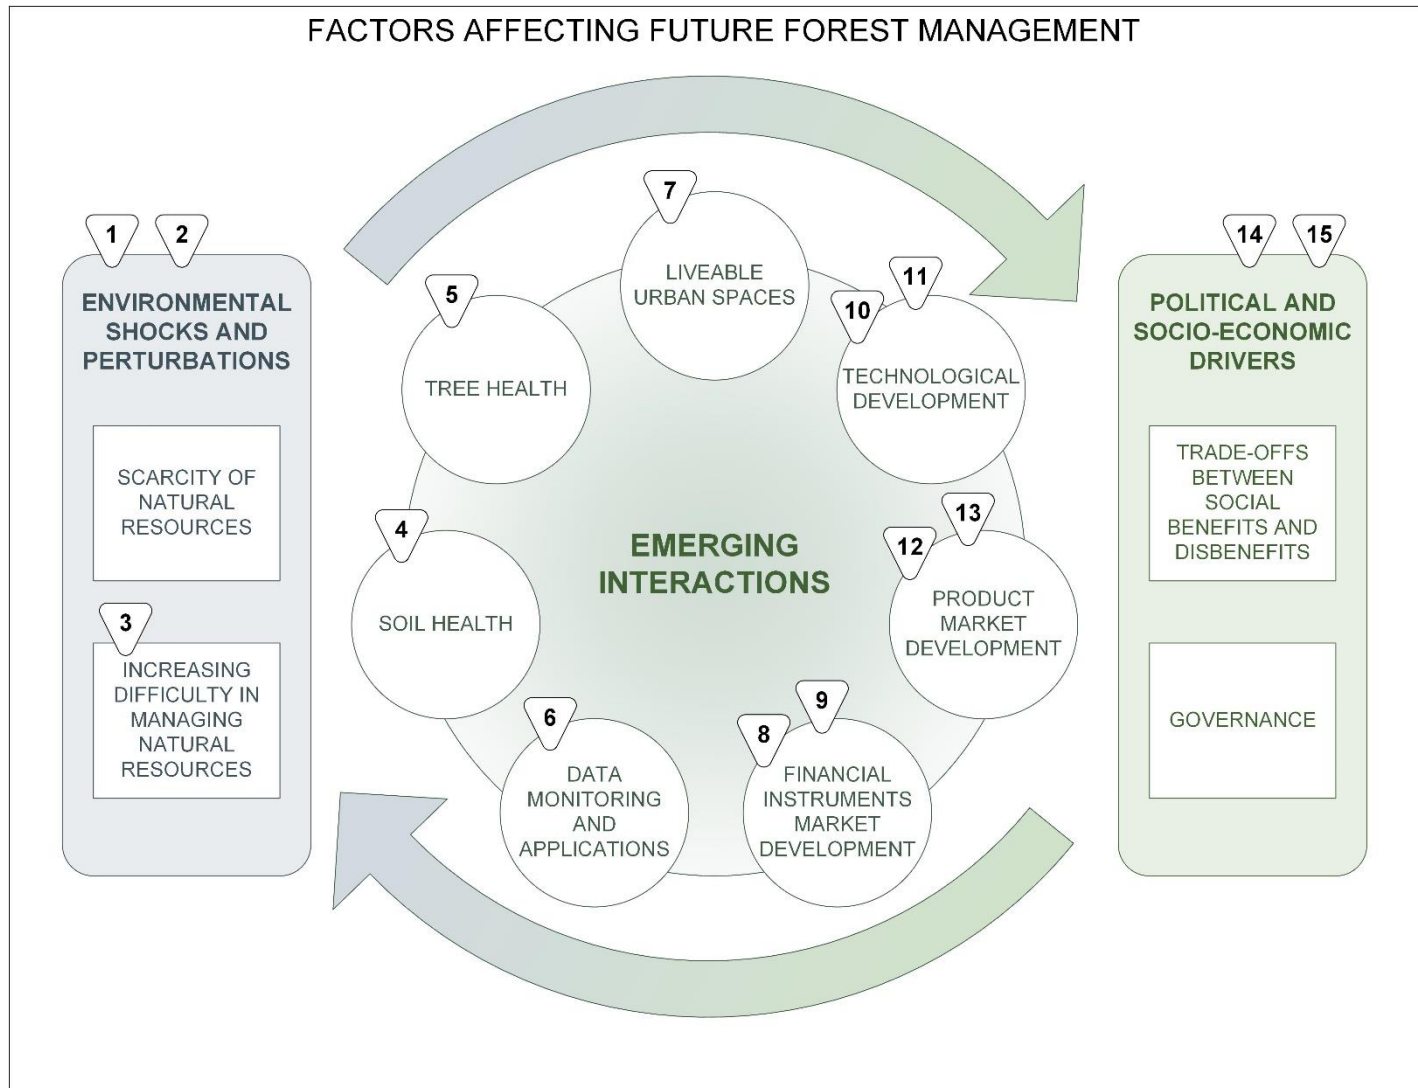 FACTORS AFFECTING FUTURE FOREST MANAGEMENT
1
2
ENVIRONMENTAL
SHOCKS AND
PERTURBATIONS
SCARCITY OF
NATURAL
RESOURCES
3
INCREASING
DIFFICULTY IN
MANAGING
NATURAL
RESOURCES
EMERGING
INTERACTIONS
4
SOIL HEALTH
5
TREE HEALTH
7
LIVEABLE
URBAN SPACES
10
11
TECHNOLOGICAL
DEVELOPMENT
12
13
PRODUCT
MARKET
DEVELOPMENT
8
9
FINANCIAL
INSTRUMENTS
MARKET
DEVELOPMENT
6
DATA
MONITORING
AND
APPLICATIONS
14
15
POLITICAL AND
SOCIO-ECONOMIC
DRIVERS
TRADE-OFFS
BETWEEN
SOCIAL
BENEFITS AND
DISBENEFITS
GOVERNANCE